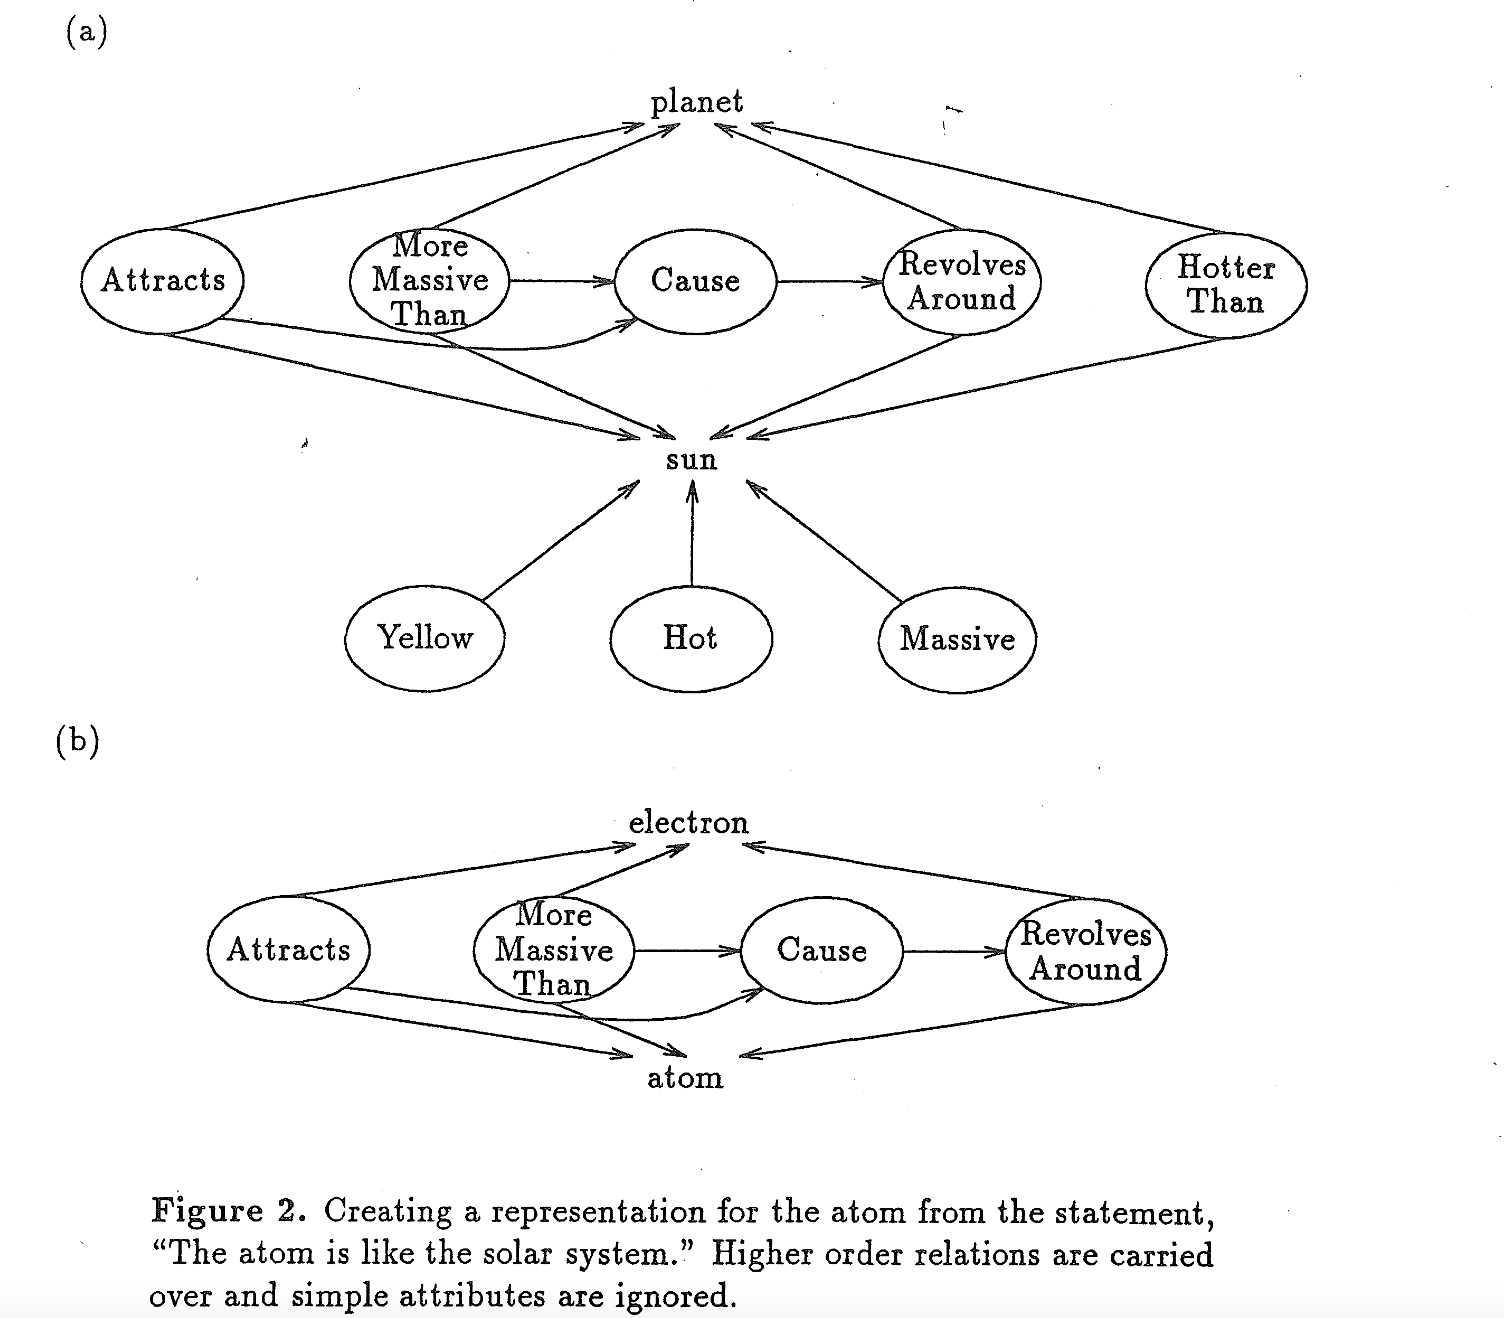 (a)
planet
Attracts
More
Massive
Than
Cause
Revolves
Around
Hotter
Than
sun
Yellow
Hot
Massive
(b)
electron
Attracts
More
Massive
Than
Cause
Revolves
Around
atom
Figure 2. Creating a representation for the atom from the statement,
“The atom is like the solar system.” Higher order relations are carried
over and simple attributes are ignored.